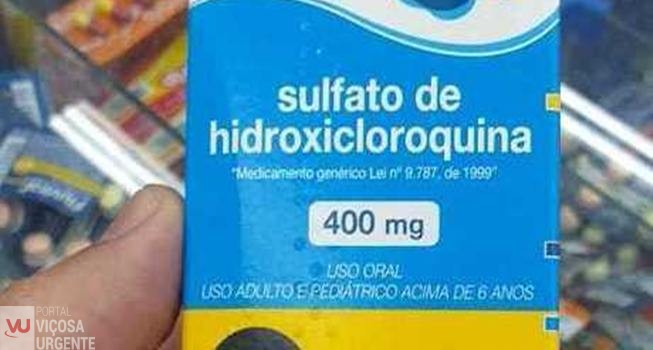 sulfato de
hidroxicloroquina
"Medicamento genérico Lei nº 9.787, de 1999"
400 mg
USO ORAL
USO ADULTO E PEDIÁTRICO ACIMA DE 6 ANOS
PORTAL
VU VIÇOSA
URGENTE